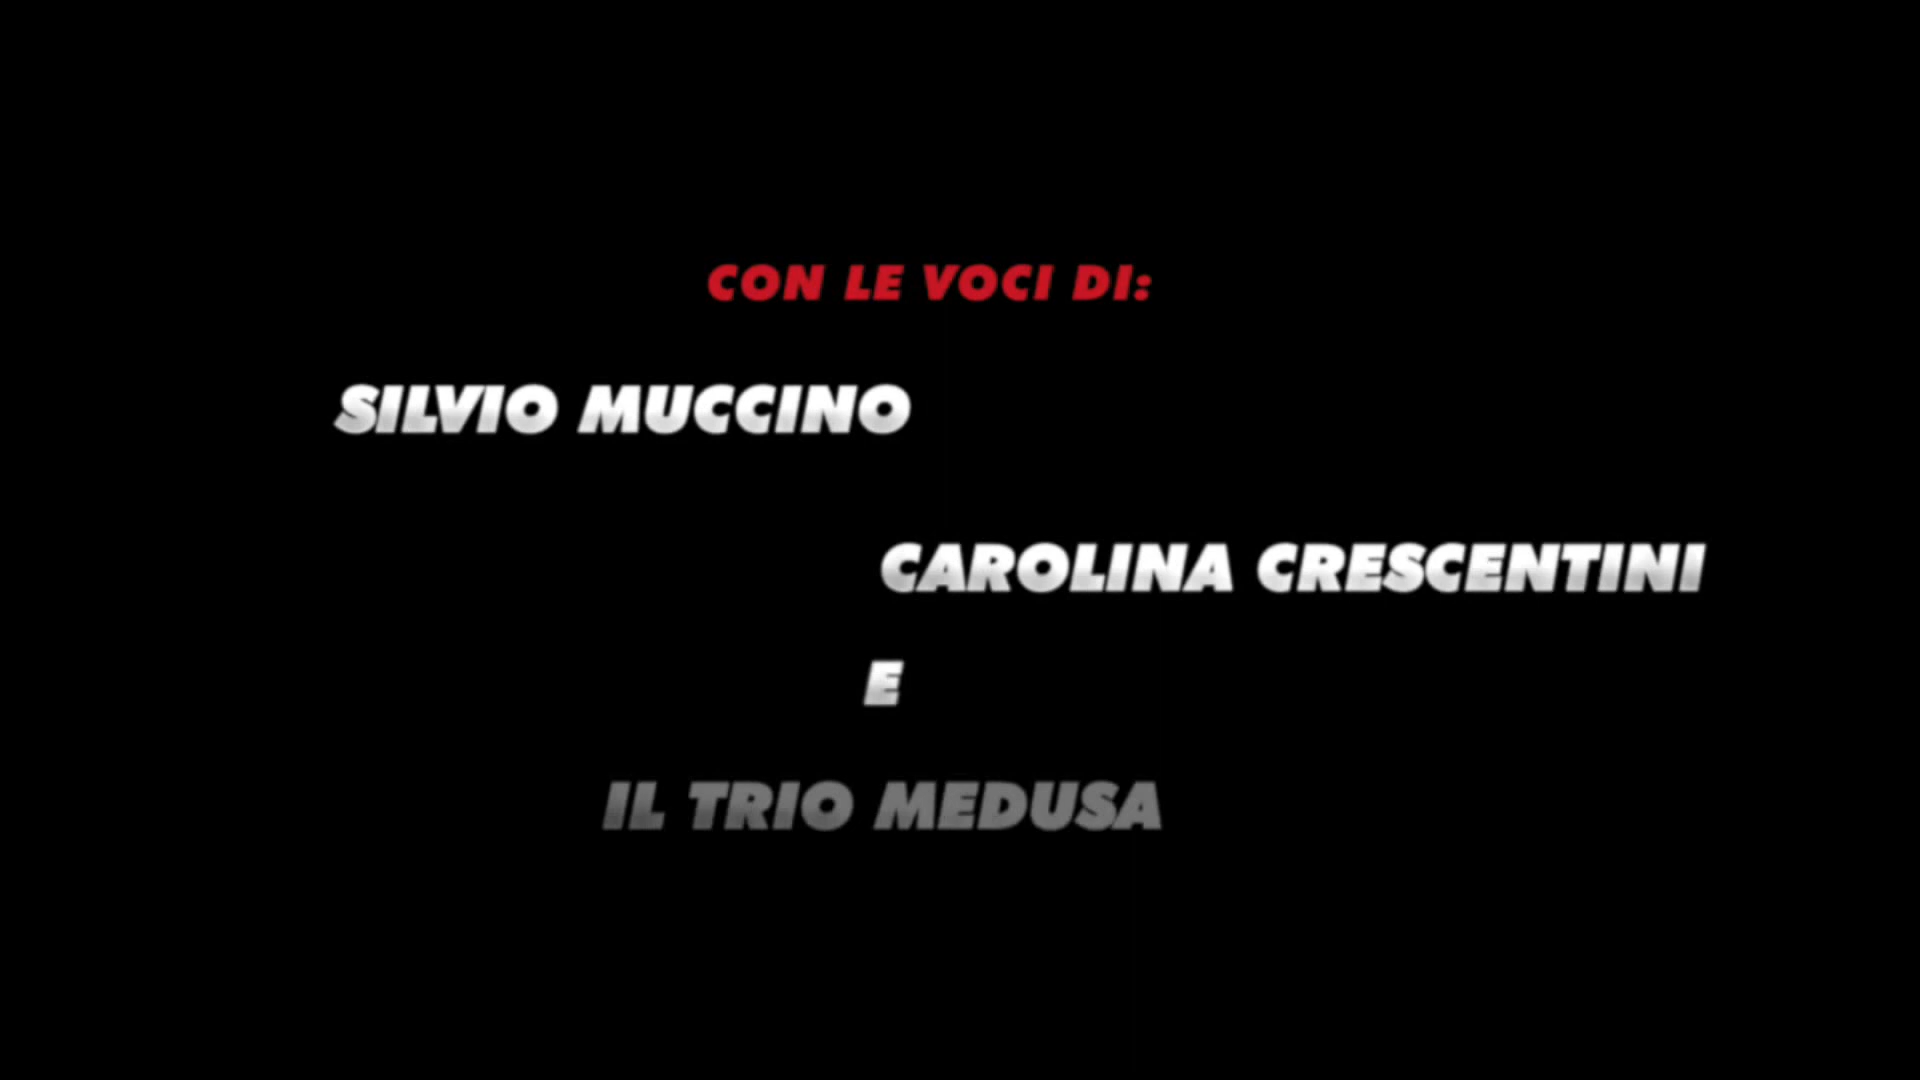 CON LE VOCI DI:
SILVIO MUCCINO
CAROLINA CRESCENTINI
E
IL TRIO MEDUSA